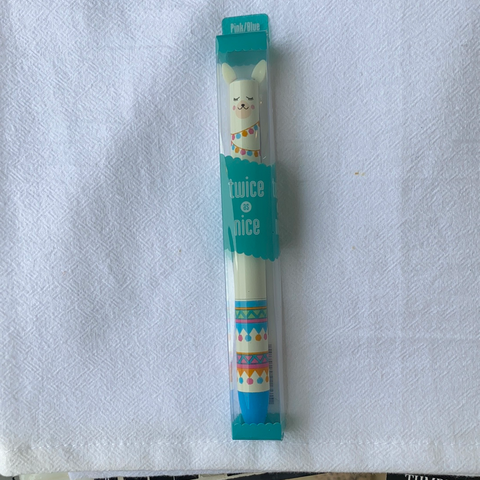 Pink/Blue
twice
as
nice